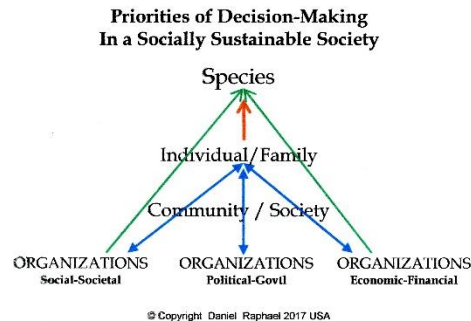 Priorities of Decision-Making
In a Socially Sustainable Society
Species
Individual/Family
Community / Society
ORGANIZATIONS ORGANIZATIONS ORGANIZATIONS
Social-Societal Political-Govtl Economic-Financial
© Copyright Daniel Raphael 2017 USA